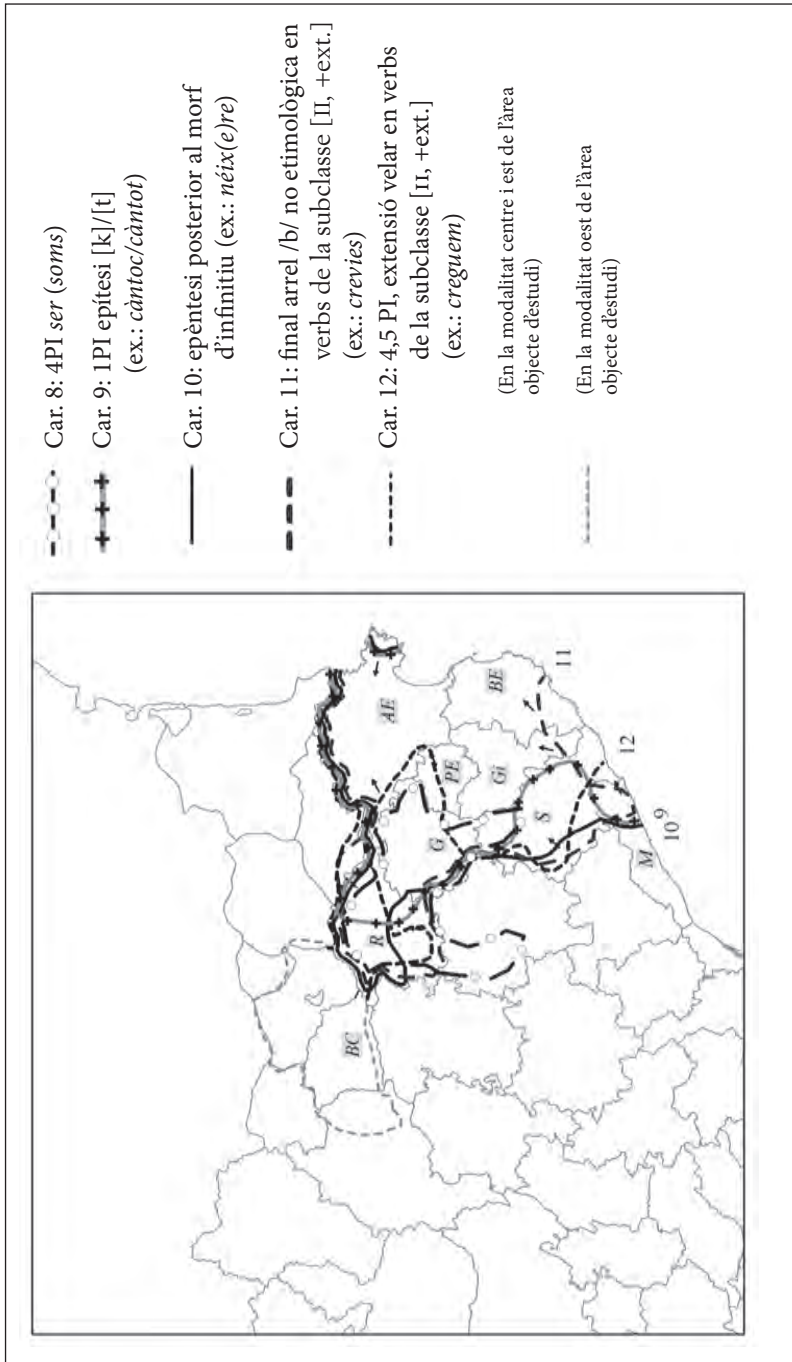 Car. 8: 4PI ser (soms)
Car. 9: 1PI epítesi [k]/[t]
(ex.: càntoc/càntot)
Car. 10: epèntesi posterior al morf
d'infinitiu (ex.: néix(e)re)
Car. 11: final arrel /b/ no etimològica en
verbs de la subclasse [II, +ext.]
(ex.: crevies)
Car. 12: 4,5 PI, extensió velar en verbs
de la subclasse [II, +ext.]
(ex.: creguem)
(En la modalitat centre i est de l'àrea
objecte d'estudi)
(En la modalitat oest de l'àrea
objecte d'estudi)
BC
R
G
AE
PE
Gi
BE
S
M
10
9
12
11